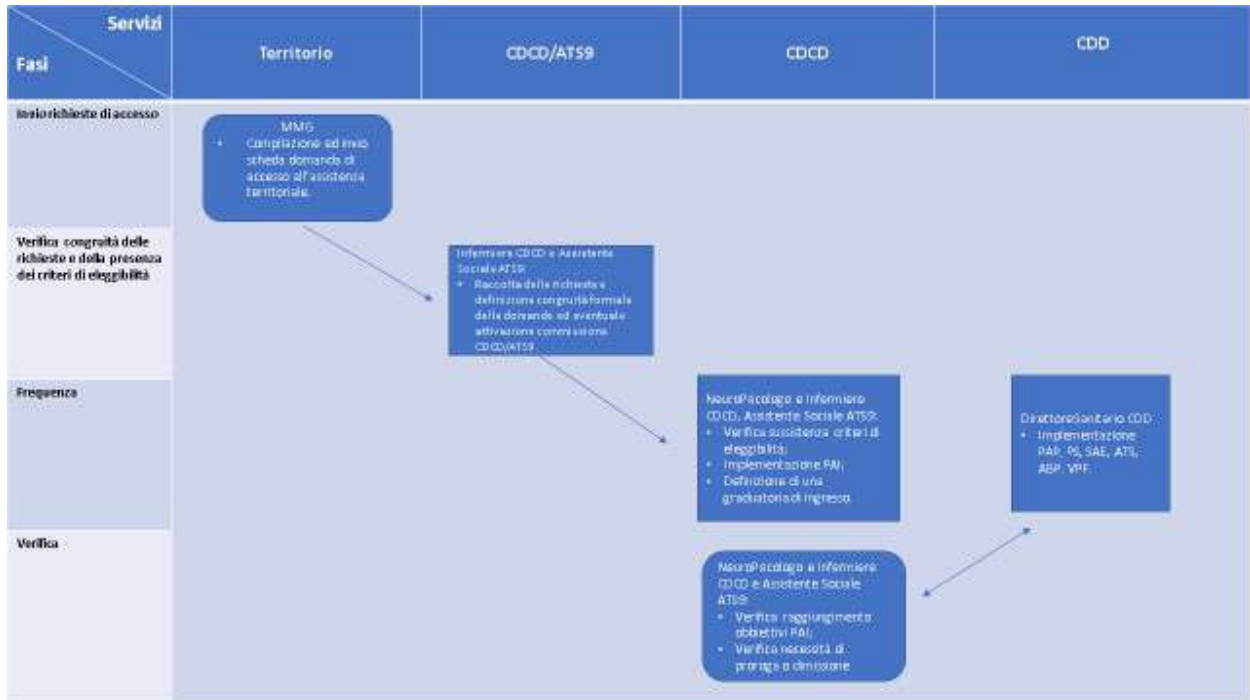 Servizi
Fasi
Territorio
CDCD/ATS9
CDCD
CDD
Invio richieste di accesso
MMG
• Compilazione ed invio
scheda domanda di
accesso all'assistenza
territoriale.
Verifica congruità delle
richieste e della presenza
dei criteri di eleggibilità
Infermiere CDCD e Assistente
Sociale ATS9:
• Raccolta delle richieste e
definizione congruità formale
della domanda ed eventuale
attivazione commissione
CDCD/ATS9
Frequenza
NeuroPsicologo e Infermiere
CDCD, Assistente Sociale ATS9:
• Verifica sussistenza criteri di
eleggibilità;
• Implementazione PAI;
• Definizione di una
graduatoria di ingresso.
DirettoreSanitario CDD
• Implementazione
PAP, PS, SAE, ATS,
ABP, VPF.
Verifica
NeuroPsicologo e Infermiere
CDCD e Assistente Sociale
ATS9:
• Verifica raggiungimento
obbiettivi PAI;
• Verifica necessità di
proroga o dimissione